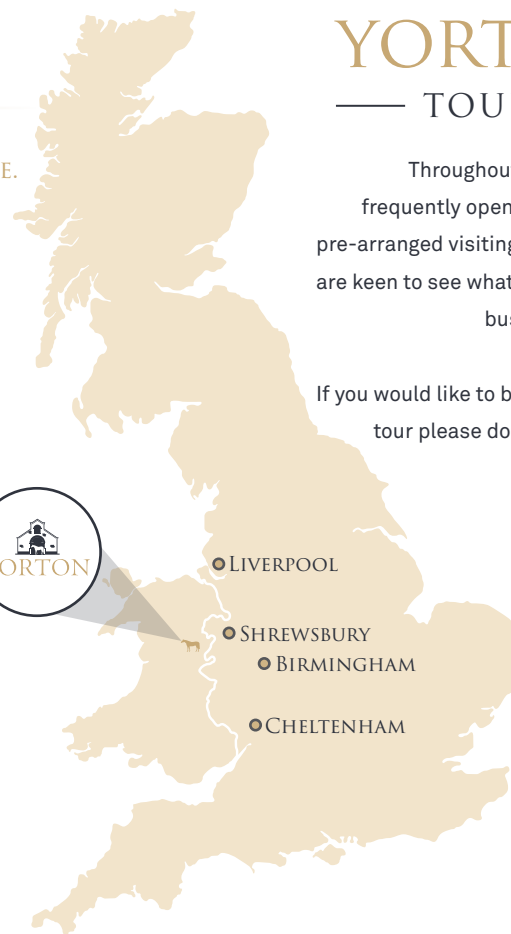 YORT
TOU
E.
Throughou
frequently open
pre-arranged visiting
are keen to see what
bus
If you would like to b
tour please do
ORTON
LIVERPOOL
SHREWSBURY
BIRMINGHAM
CHELTENHAM